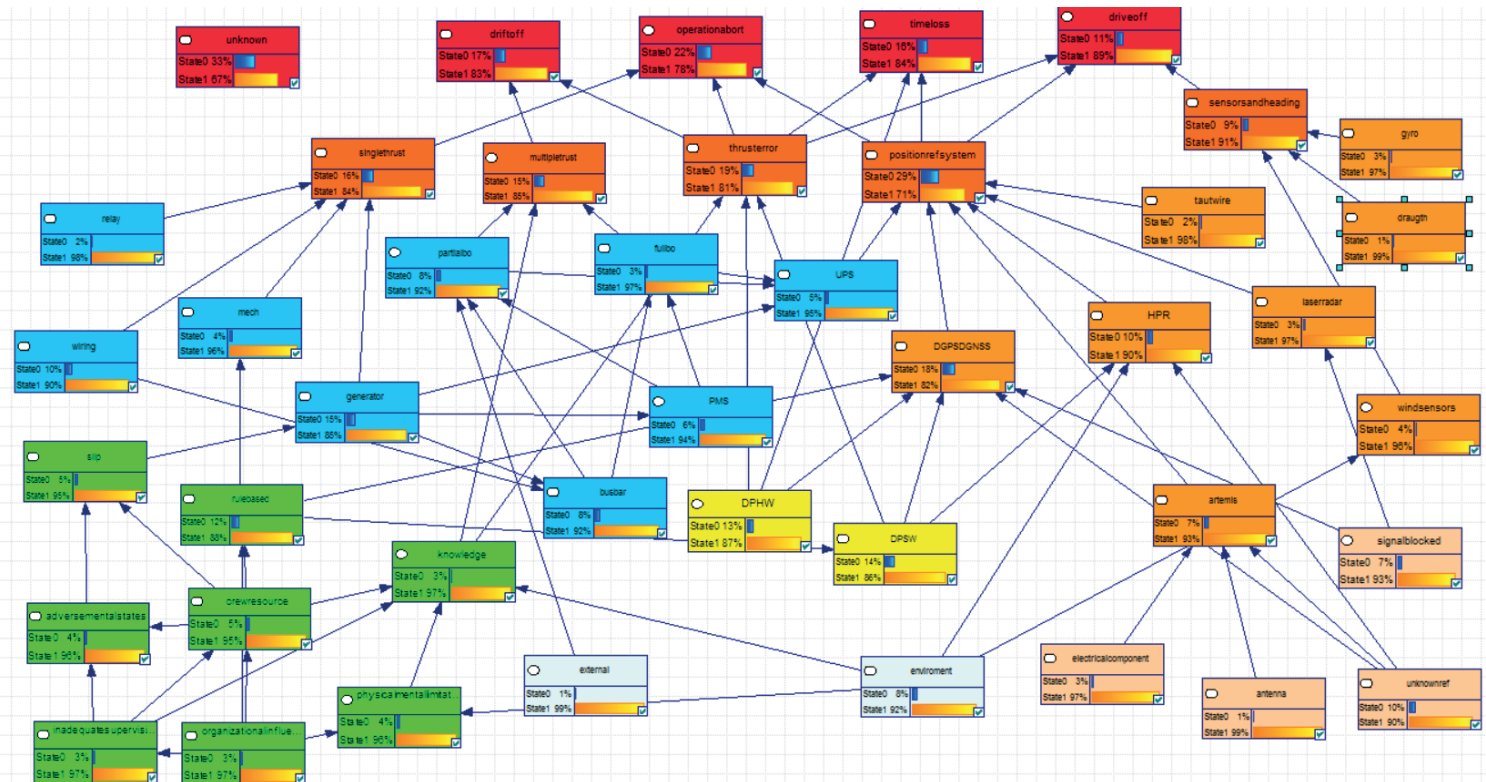 unknown
State0 33%
State1 67%
driftoff
State0 17%
State1 83%
operationabort
State0 22%
State1 78%
timeloss
State0 16%
State1 84%
driveoff
State0 11%
State1 89%
sensorsandheading
State0 9%
State1 91%
gyro
State0 3%
State1 97%
singlethrust
State0 16%
State1 84%
multipletrust
State0 15%
State1 85%
thrusterror
State0 19%
State1 81%
positionrefsystem
State0 29%
State1 71%
tautwire
State0 2%
State1 98%
draugth
State0 1%
State1 99%
relay
State0 2%
State1 98%
partialbo
State0 8%
State1 92%
fullbo
State0 3%
State1 97%
UPS
State0 5%
State1 95%
mech
State0 4%
State1 96%
HPR
State0 10%
State1 90%
laserradar
State0 3%
State1 97%
wiring
State0 10%
State1 90%
DGPSDGNSS
State0 18%
State1 82%
generator
State0 15%
State1 85%
PMS
State0 6%
State1 94%
windsensors
State0 4%
State1 96%
slip
State0 5%
State1 95%
rulebased
State0 12%
State1 88%
busbar
State0 8%
State1 92%
DPHW
State0 13%
State1 87%
DPSW
State0 14%
State1 86%
artemis
State0 7%
State1 93%
signalblocked
State0 7%
State1 93%
knowledge
State0 3%
State1 97%
crewresource
State0 5%
State1 95%
adversementalstates
State0 4%
State1 96%
external
State0 1%
State1 99%
enviroment
State0 8%
State1 92%
electricalcomponent
State0 3%
State1 97%
antenna
State0 1%
State1 99%
unknownref
State0 10%
State1 90%
physicalmentallimitat...
State0 4%
State1 96%
inadequatesupervisi...
State0 3%
State1 97%
organizationalinflue...
State0 3%
State1 97%